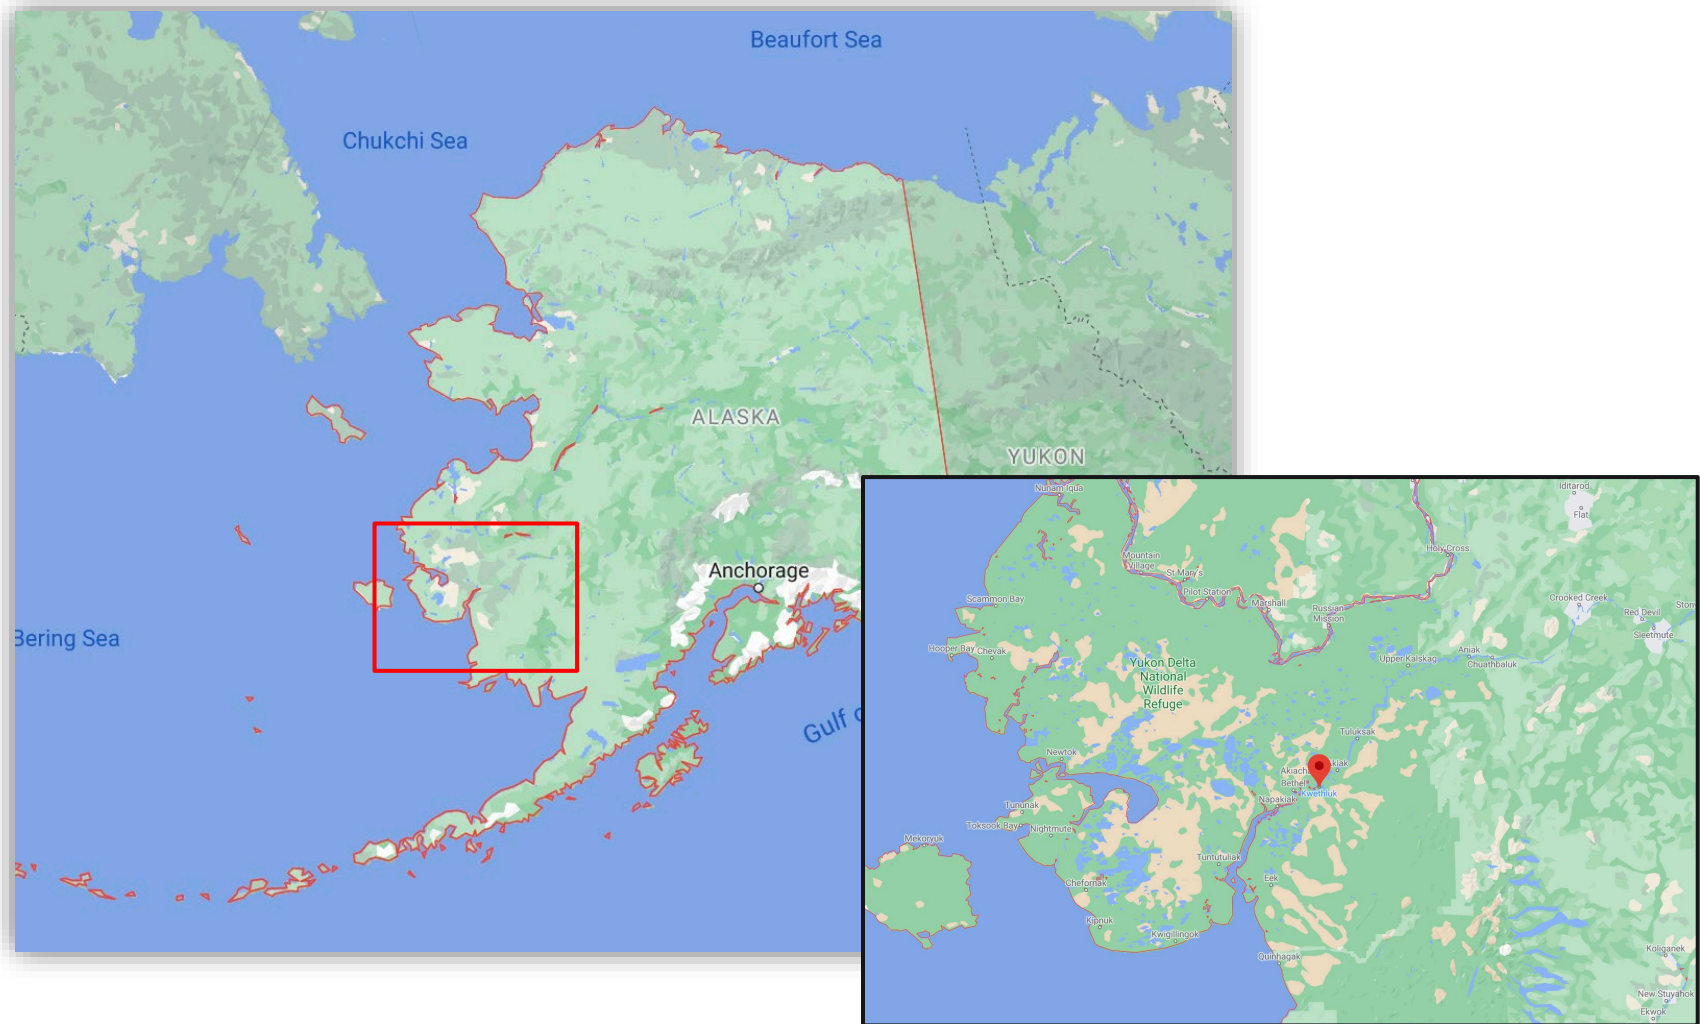 Beaufort Sea
Chukchi Sea
ALASKA
YUKON
Anchorage
Bering Sea
Gulf
Nunam Iqua
Iditarod
Flat
Mountain
Village
Holy Cross
St Mary's
Pilot Station
Scammon Bay
Marshall
Russian
Mission
Crooked Creek
Red Devil
Stony
Sleetmute
Hooper Bay
Chevak
Yukon Delta
National
Wildlife
Refuge
Upper Kalskag
Aniak
Chuathbaluk
Tuluksak
Newtok
Akiach
kiak
Bethel
Kwethluk
Napakiak
Tununak
Toksook Bay
Nightmute
Mekoryuk
Tuntutuliak
Chefornak
Eek
Kipnuk
Kwigillingok
Quinhagak
Koliganek
New Stuyahok
Ekwok